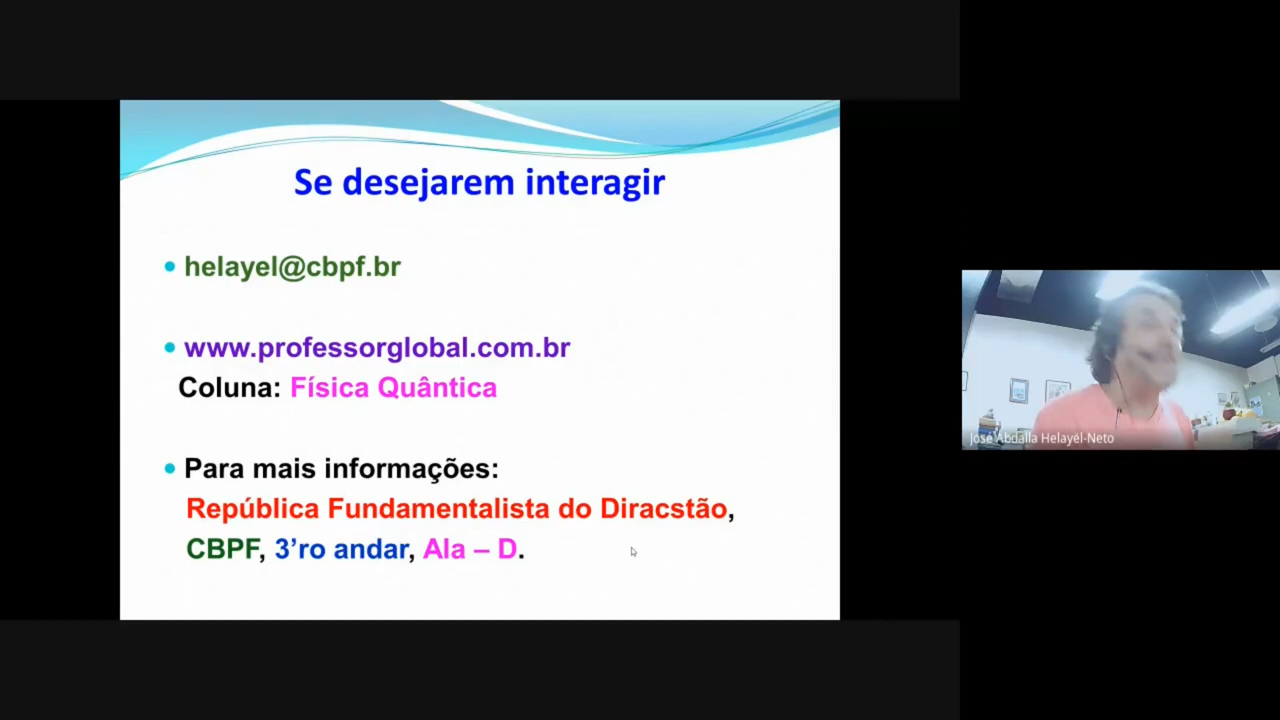 Se desejarem interagir
helayel@cbpf.br
www.professorglobal.com.br
Coluna: Física Quântica
Para mais informações:
República Fundamentalista do Diracstão,
CBPF, 3’ro andar, Ala – D.
José Abdalla Helayël-Neto